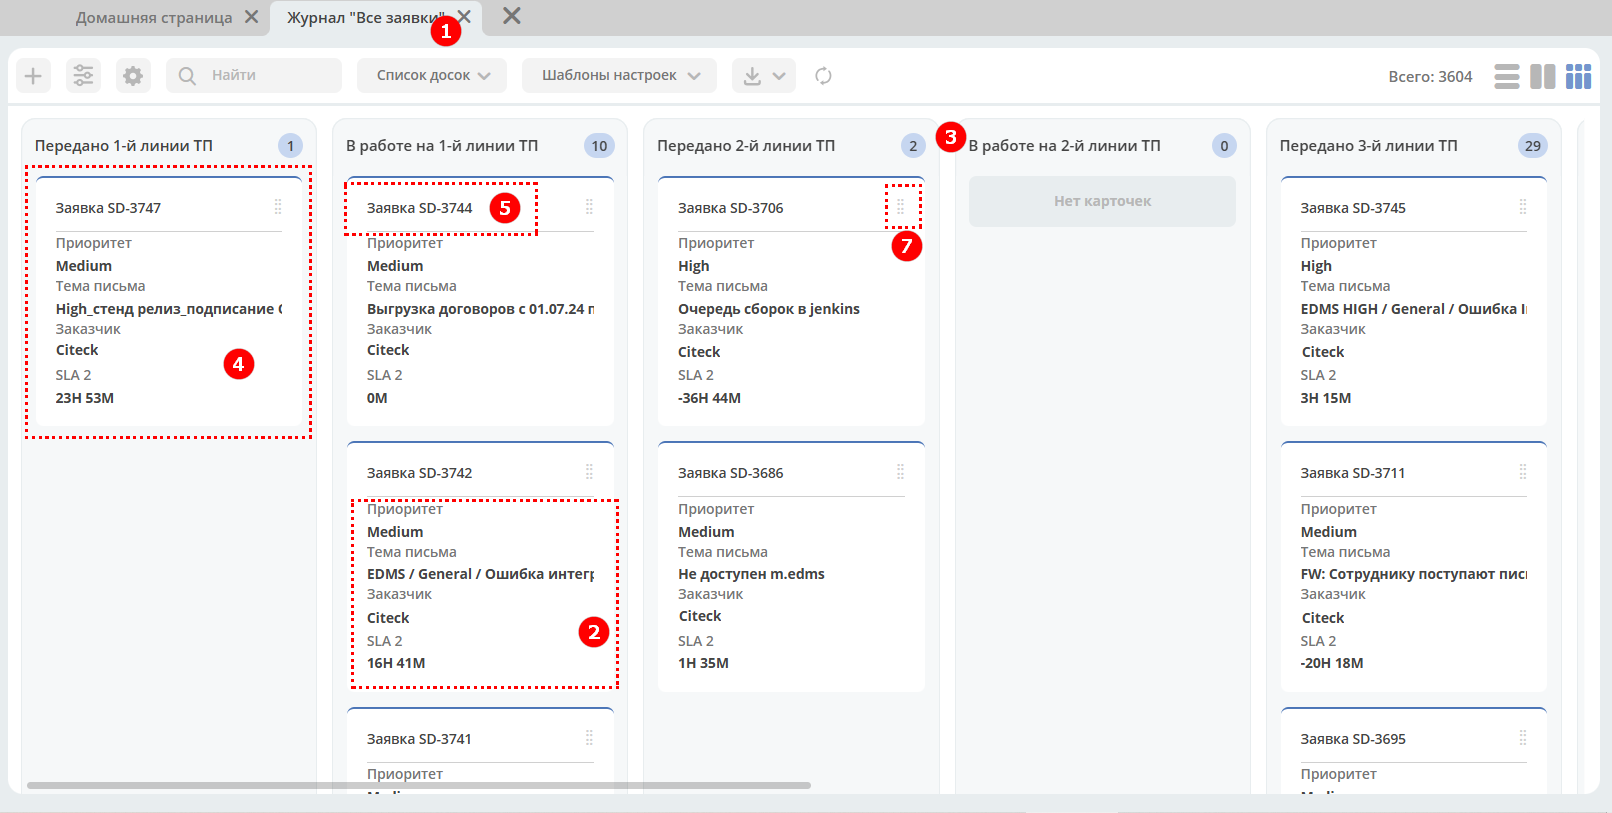 Домашняя страница
Журнал "Все заявки"
1
Найти
Список досок
Шаблоны настроек
Всего: 3604
Передано 1-й линии ТП
1
Заявка SD-3747
Приоритет
Medium
Тема письма
High_стенд релиз_подписание
Заказчик
Citeck
4
SLA 2
23H 53M
В работе на 1-й линии ТП
10
Заявка SD-3744
5
Приоритет
Medium
Тема письма
Выгрузка договоров с 01.07.24
Заказчик
Citeck
SLA 2
0M
Заявка SD-3742
Приоритет
Medium
Тема письма
EDMS / General / Ошибка интегр
Заказчик
Citeck
2
SLA 2
16H 41M
Заявка SD-3741
Приоритет
Передано 2-й линии ТП
2
Заявка SD-3706
7
Приоритет
High
Тема письма
Очередь сборок в jenkins
Заказчик
Citeck
SLA 2
-36H 44M
Заявка SD-3686
Приоритет
Medium
Тема письма
Не доступен m.edms
Заказчик
Citeck
SLA 2
1H 35M
3
В работе на 2-й линии ТП
0
Нет карточек
Передано 3-й линии ТП
29
Заявка SD-3745
Приоритет
High
Тема письма
EDMS HIGH / General / Ошибка
Заказчик
Citeck
SLA 2
3H 15M
Заявка SD-3711
Приоритет
Medium
Тема письма
FW: Сотруднику поступают
Заказчик
Citeck
SLA 2
-20H 18M
Заявка SD-3695
Приоритет